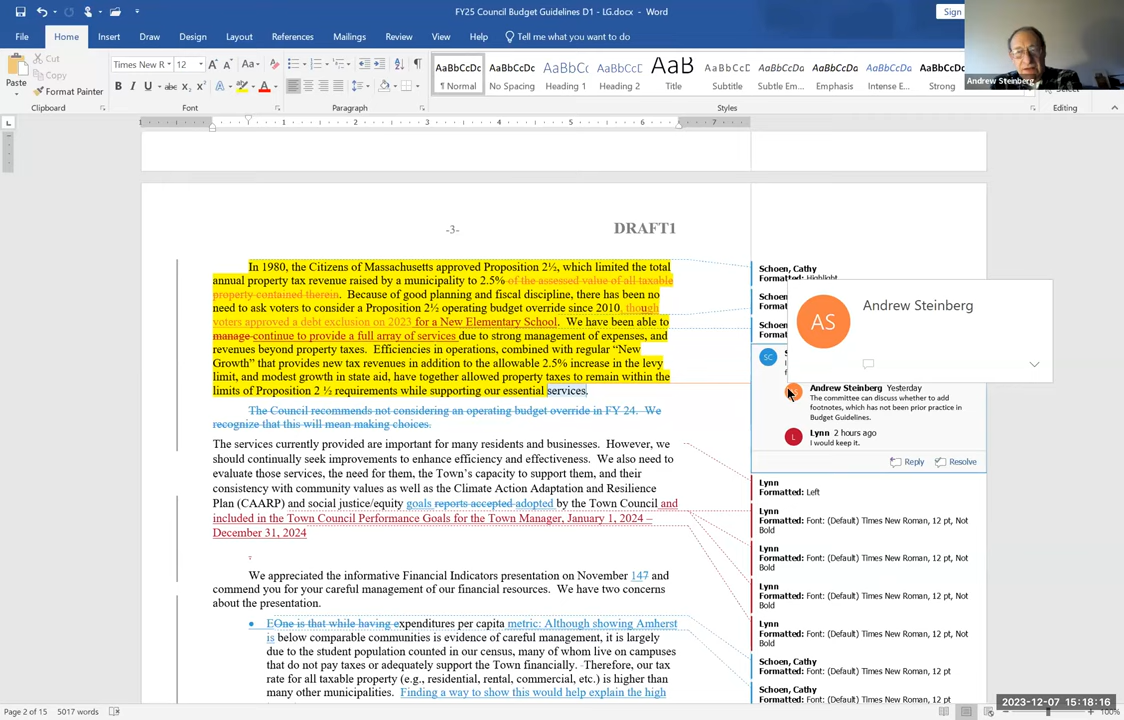 FY25 Council Budget Guidelines D1 - LG.docx - Word
Sign
File Home Insert Draw Design Layout References Mailings Review View Help Tell me what you want to do
Andrew Steinberg
Paste
Cut
Copy
Format Painter
Clipboard
Times New R 12
Font
Paragraph
AaBbCcDc AaBbCcDc AaBbCc AaBbCcC AaB AaBbCcD AaBbCcDc AaBbCcDc AaBbCcDc AaBbCcDc
¶ Normal No Spacing Heading 1 Heading 2 Title Subtitle Subtle Em... Emphasis Intense E... Strong
Styles
Editing
1 1 2 3 4 5 6 7
-3- DRAFT1
In 1980, the Citizens of Massachusetts approved Proposition 2½, which limited the total
annual property tax revenue raised by a municipality to 2.5% of the assessed value of all taxable
property contained therein. Because of good planning and fiscal discipline, there has been no
need to ask voters to consider a Proposition 2½ operating budget override since 2010, though
voters approved a debt exclusion on 2023 for a New Elementary School. We have been able to
manage continue to provide a full array of services due to strong management of expenses, and
revenues beyond property taxes. Efficiencies in operations, combined with regular “New
Growth” that provides new tax revenues in addition to the allowable 2.5% increase in the levy
limit, and modest growth in state aid, have together allowed property taxes to remain within the
limits of Proposition 2 ½ requirements while supporting our essential services.
The Council recommends not considering an operating budget override in FY 24. We
recognize that this will mean making choices.
The services currently provided are important for many residents and businesses. However, we
should continually seek improvements to enhance efficiency and effectiveness. We also need to
evaluate those services, the need for them, the Town’s capacity to support them, and their
consistency with community values as well as the Climate Action Adaptation and Resilience
Plan (CAARP) and social justice/equity goals reports accepted adopted by the Town Council and
included in the Town Council Performance Goals for the Town Manager, January 1, 2024 –
December 31, 2024
.
We appreciated the informative Financial Indicators presentation on November 147 and
commend you for your careful management of our financial resources. We have two concerns
about the presentation.
• EOne is that while having expenditures per capita metric: Although showing Amherst
is below comparable communities is evidence of careful management, it is largely
due to the student population counted in our census, many of whom live on campuses
that do not pay taxes or adequately support the Town financially. Therefore, our tax
rate for all taxable property (e.g., residential, commercial, etc.) is higher than
many other municipalities. Finding a way to show this would help explain the high
Schoen, Cathy
Formatted: Highlight
Schoen
Forma
Schoen
Forma
SC
AS
Andrew Steinberg
Andrew Steinberg Yesterday
The committee can discuss whether to add
footnotes, which has not been prior practice in
Budget Guidelines.
L
Lynn 2 hours ago
I would keep it.
Reply Resolve
Lynn
Formatted: Left
Lynn
Formatted: Font: (Default) Times New Roman, 12 pt, Not
Bold
Lynn
Formatted: Font: (Default) Times New Roman, 12 pt, Not
Bold
Lynn
Formatted: Font: (Default) Times New Roman, 12 pt, Not
Bold
Lynn
Formatted: Font: (Default) Times New Roman, 12 pt, Not
Bold
Schoen, Cathy
Formatted: Font: (Default) Times New Roman, 12 pt
Schoen, Cathy
Formatted: Font: (Default) Times New Roman, 12 pt
2023-12-07 15:18:16
Page 2 of 15 5017 words
100%